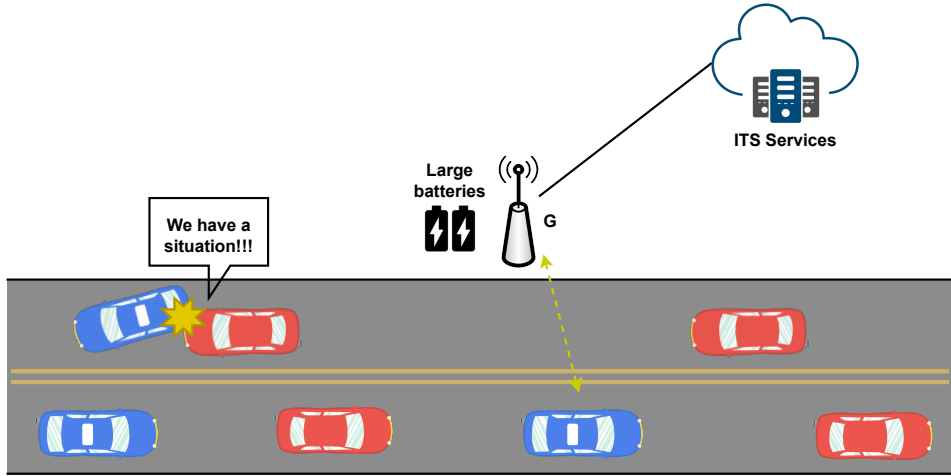 ITS Services
Large
batteries
G
We have a
situation!!!